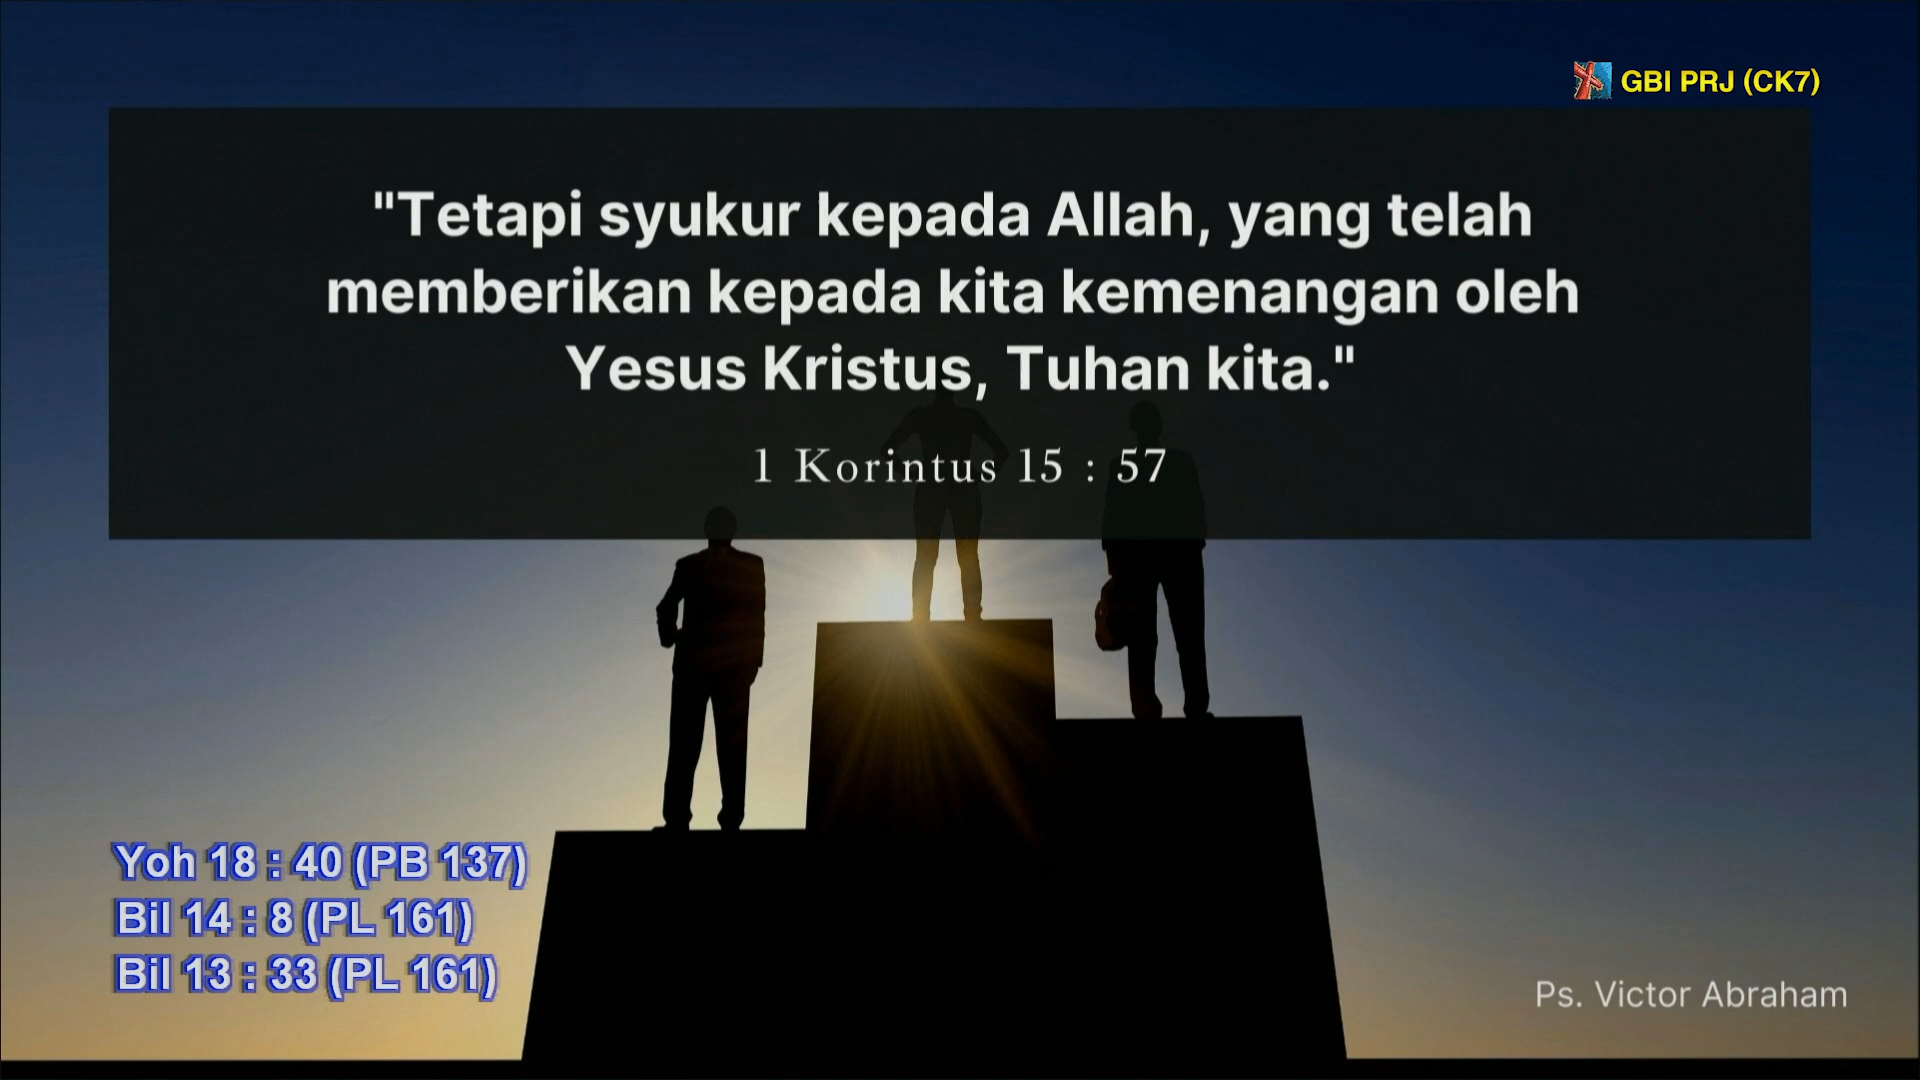 GBI PRJ (CK7)
"Tetapi syukur kepada Allah, yang telah
memberikan kepada kita kemenangan oleh
Yesus Kristus, Tuhan kita."
1 Korintus 15 : 57
Yoh 18 : 40 (PB 137)
Bil 14 : 8 (PL 161)
Bil 13 : 33 (PL 161)
Ps. Victor Abraham